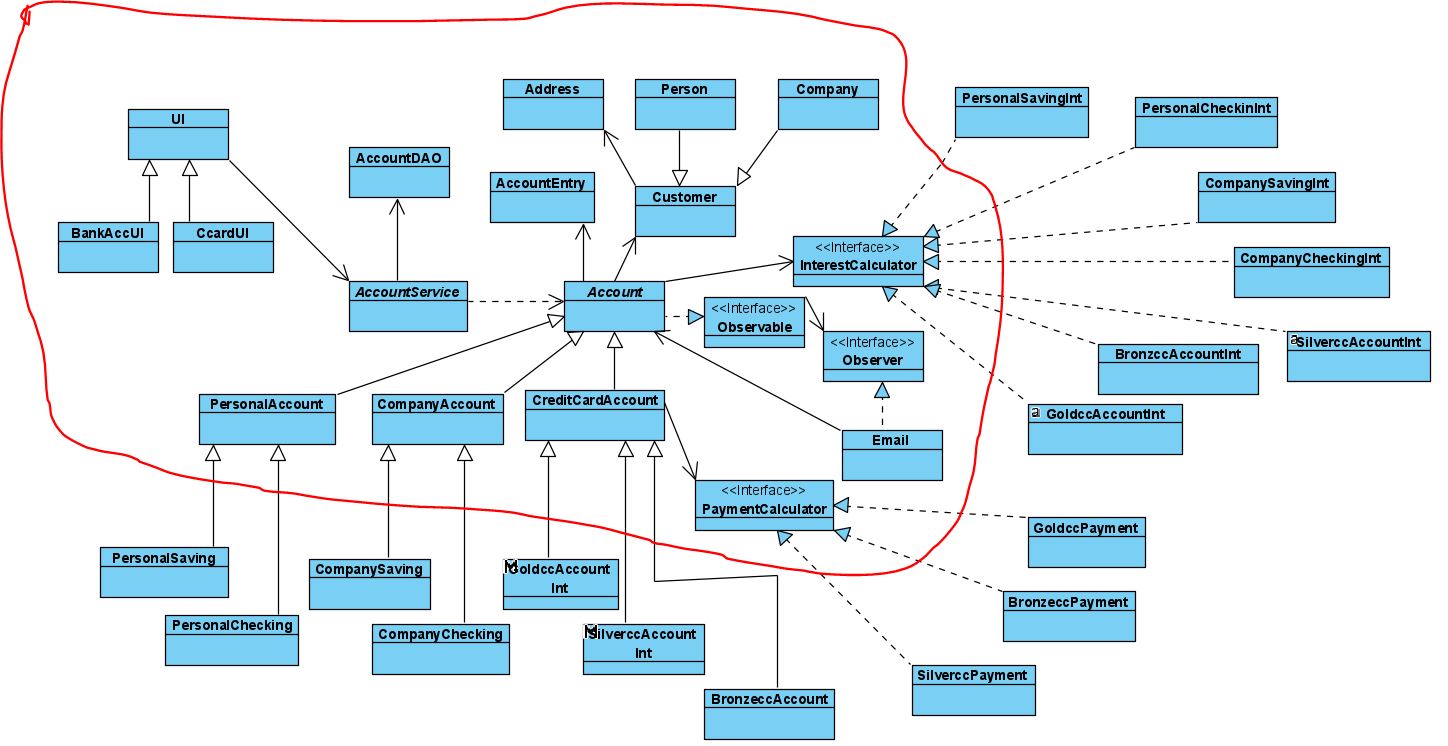 Address
Person
Company
PersonalSavingInt
PersonalCheckinInt
UI
AccountDAO
AccountEntry
Customer
CompanySavingInt
BankAccUI
CcardUI
<<Interface>>
InterestCalculator
CompanyCheckingInt
AccountService
Account
<<Interface>>
Observable
<<Interface>>
Observer
BronzccAccountInt
SilverccAccountInt
PersonalAccount
CompanyAccount
CreditCardAccount
GoldccAccountInt
Email
<<Interface>>
PaymentCalculator
GoldccPayment
PersonalSaving
CompanySaving
GoldccAccount
Int
BronzeccPayment
PersonalChecking
CompanyChecking
SilverccAccount
Int
SilverccPayment
BronzeccAccount